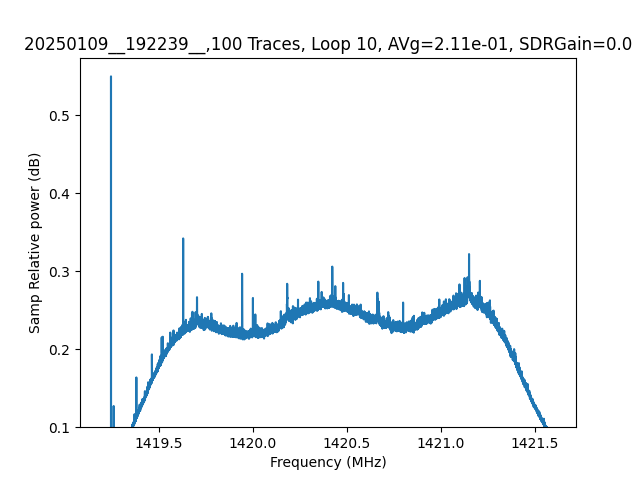 20250109__192239__,100 Traces, Loop 10, AVg=2.11e-01, SDRGain=0.0
Samp Relative power (dB)
0.5
0.4
0.3
0.2
0.1
1419.5 1420.0 1420.5 1421.0 1421.5
Frequency (MHz)